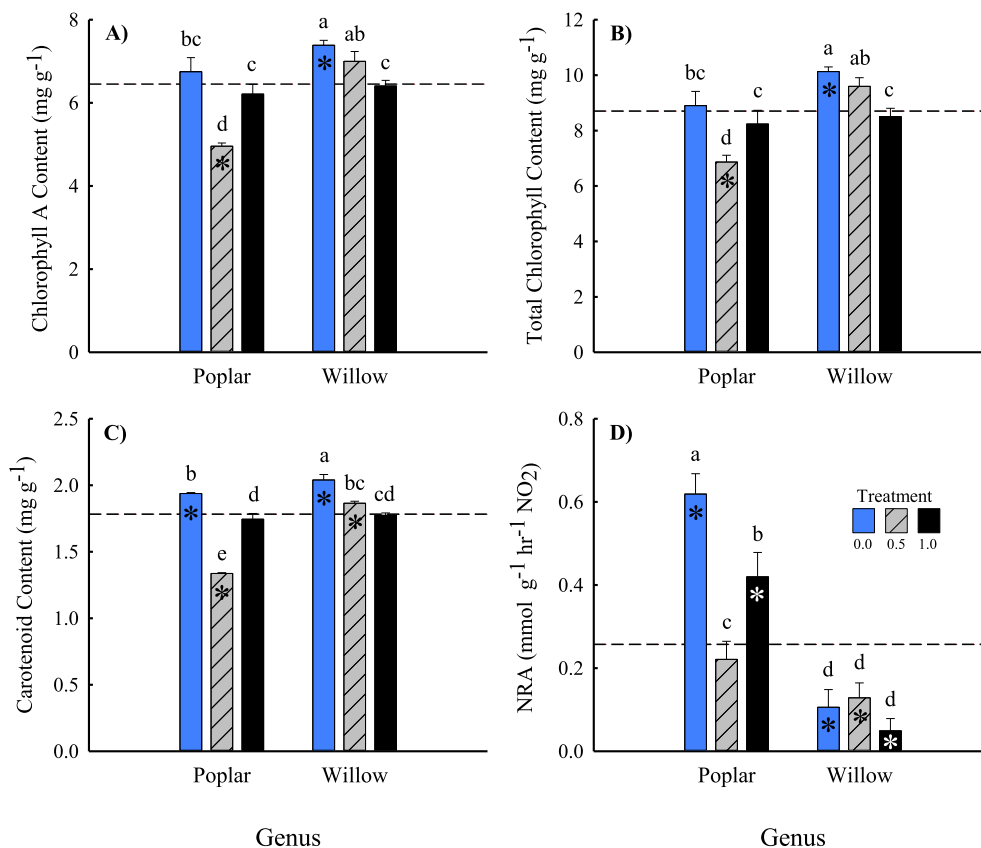 A)
Chlorophyll A Content (mg g-1)
8
6
4
2
0
bc
d
c
a
ab
c
*
*
Poplar
Willow
B)
Total Chlorophyll Content (mg g-1)
12
10
8
6
4
2
0
bc
d
c
a
ab
c
*
*
Poplar
Willow
C)
Carotenoid Content (mg g-1)
2.5
2.0
1.5
1.0
0.5
0.0
b
e
d
a
bc
cd
*
*
*
*
Poplar
Willow
Genus
D)
NRA (mmol g-1 hr-1 NO2)
0.8
0.6
0.4
0.2
0.0
a
c
b
d
d
d
*
*
*
*
*
Treatment
0.0 0.5 1.0
Poplar
Willow
Genus